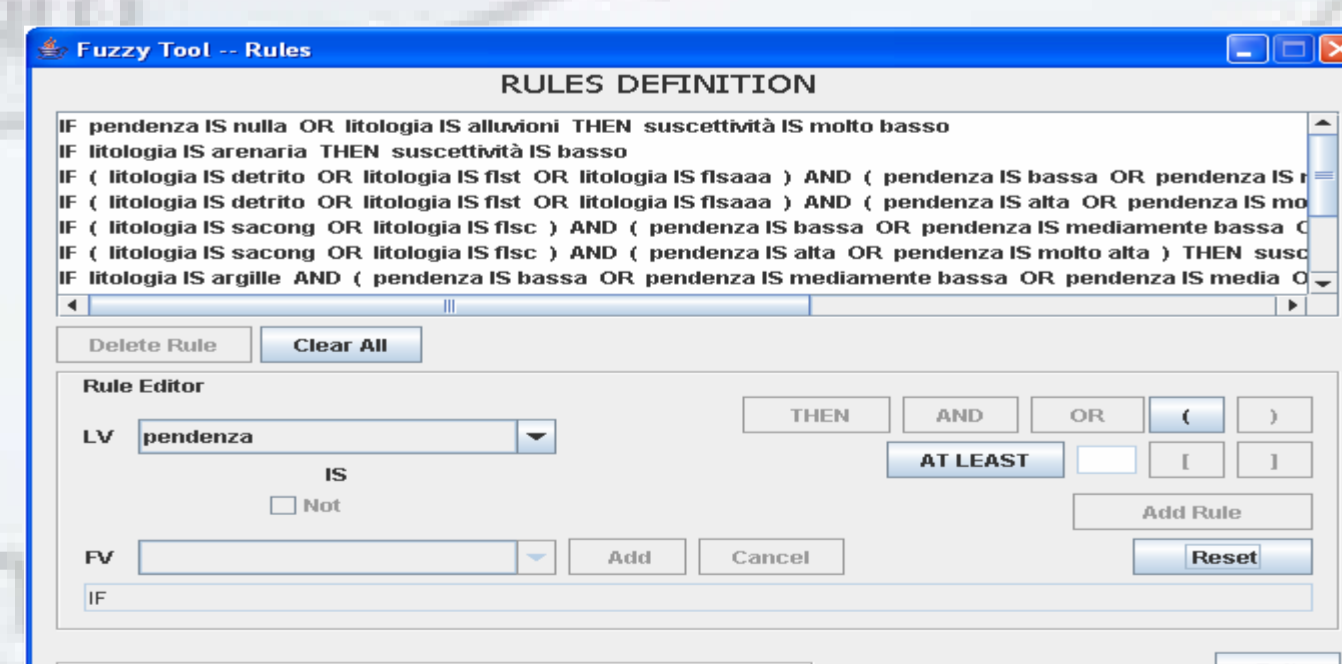 Fuzzy Tool -- Rules
RULES DEFINITION
IF pendenza IS nulla OR litologia IS alluvioni THEN suscettività IS molto basso
IF litologia IS arenaria THEN suscettività IS basso
IF ( litologia IS detrito OR litologia IS flst OR litologia IS flsaaa ) AND ( pendenza IS bassa OR pendenza IS
IF ( litologia IS detrito OR litologia IS flst OR litologia IS flsaaa ) AND ( pendenza IS alta OR pendenza IS mo
IF ( litologia IS sacong OR litologia IS flsc ) AND ( pendenza IS bassa OR pendenza IS mediamente bassa
IF ( litologia IS sacong OR litologia IS flsc ) AND ( pendenza IS alta OR pendenza IS molto alta ) THEN susc
IF litologia IS argille AND ( pendenza IS bassa OR pendenza IS mediamente bassa OR pendenza IS media O
Delete Rule Clear All
Rule Editor
THEN AND OR ( )
LV pendenza
AT LEAST [ ]
IS
Not
Add Rule
FV Add Cancel Reset
IF